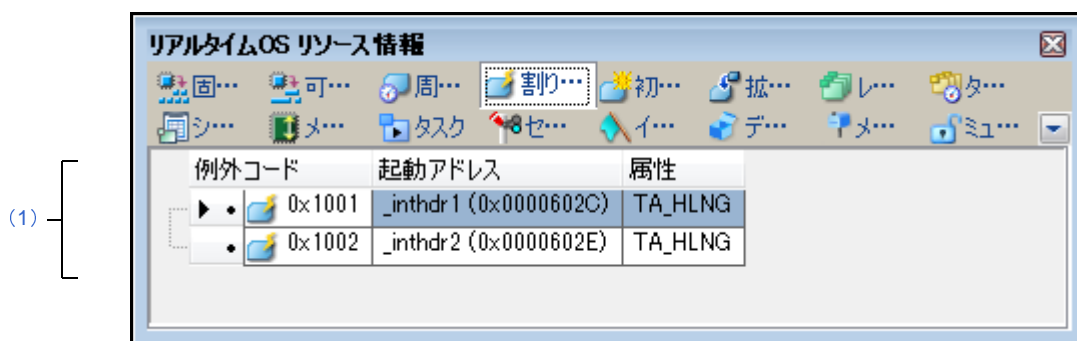 リアルタイムOS リソース情報
固… 可… 周… 割り… 初… 拡… レ… タ…
シ… メ… タスク セ… イ… デ… メ… ミュ…
(1)
例外コード 起動アドレス 属性
0x1001 _inthdr1 (0x0000602C) TA_HLNG
0x1002 _inthdr2 (0x0000602E) TA_HLNG